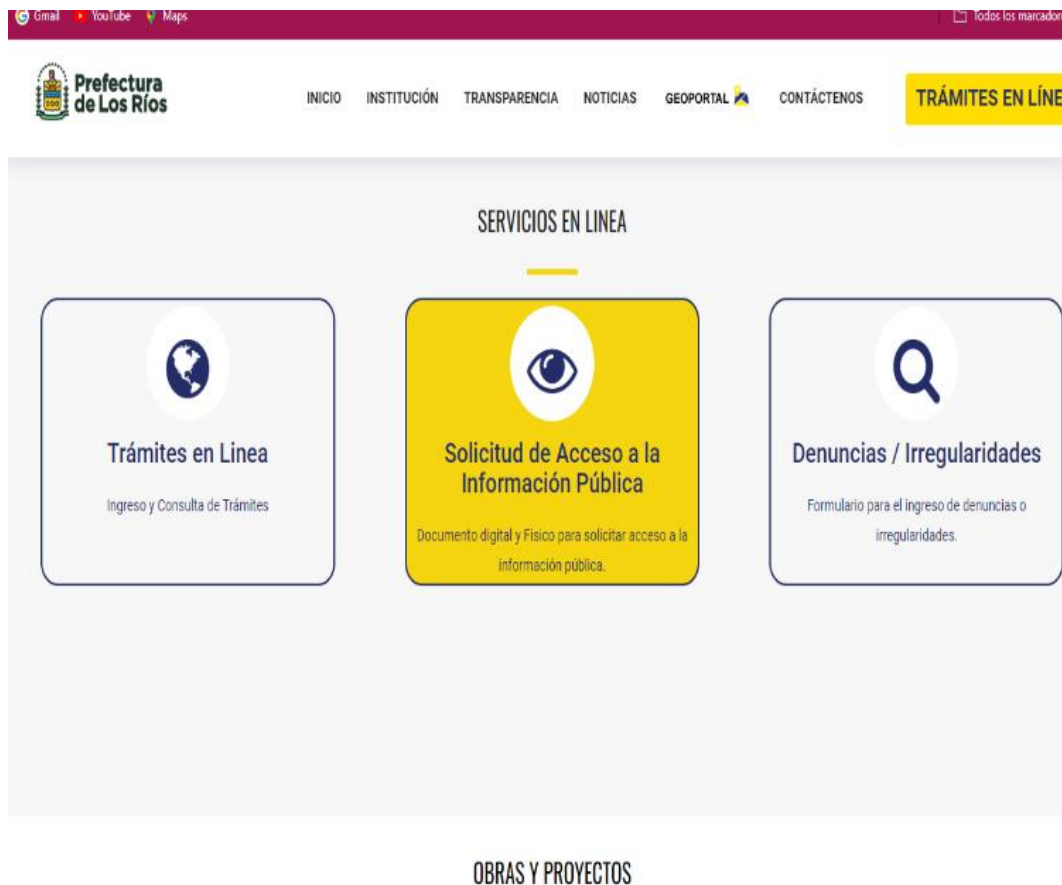 Gmail YouTube Maps Todos los marcador
Prefectura
de Los Ríos
INICIO INSTITUCIÓN TRANSPARENCIA NOTICIAS GEOPORTAL CONTÁCTENOS TRÁMITES EN LÍNE
SERVICIOS EN LINEA
Trámites en Linea
Ingreso y Consulta de Trámites
Solicitud de Acceso a la
Información Pública
Documento digital y Fisico para solicitar acceso a la
información pública.
Denuncias / Irregularidades
Formulario para el ingreso de denuncias o
irregularidades.
OBRAS Y PROYECTOS